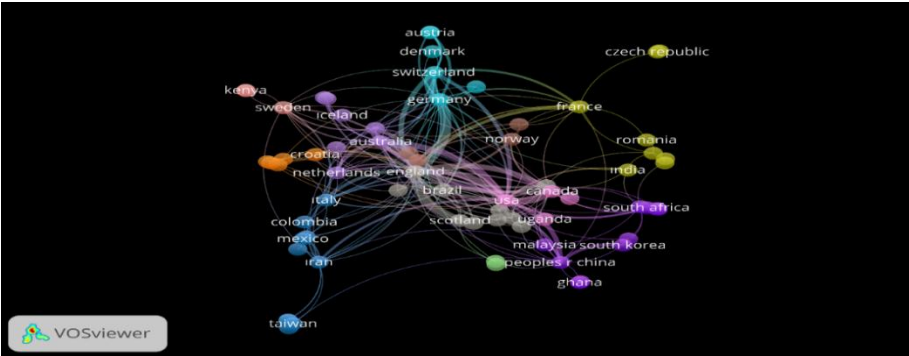 austria
denmark
czech republic
switzerland
kenya
germany
sweden
france
iceland
australia
norway
romania
croatia
netherlands
england
india
brazil
canada
italy
usa
south africa
colombia
scotland
uganda
mexico
malaysia
south korea
iran
peoples r china
ghana
taiwan
VOSviewer